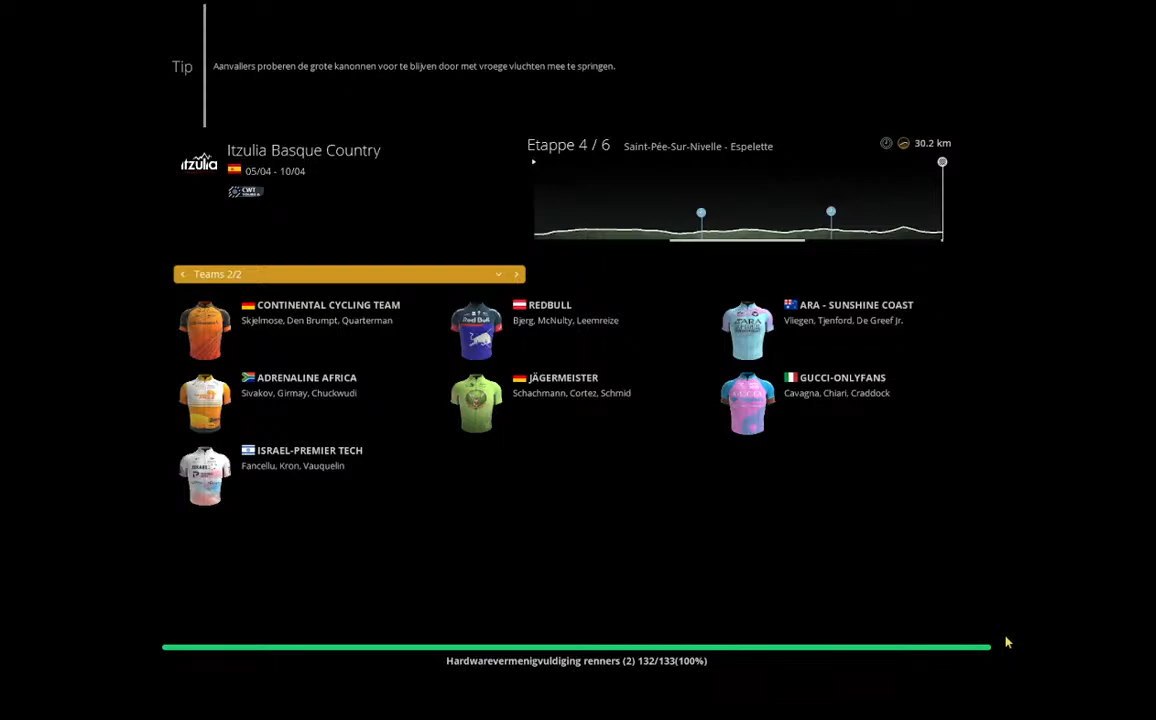 Tip
Aanvallers proberen de grote kanonnen voor te blijven door met vroege vluchten mee te springen.
itzulia
Itzulia Basque Country
05/04 - 10/04
CWT
Etappe 4 / 6
Saint-Pée-Sur-Nivelle - Espelette
30.2 km
Teams 2/2
CONTINENTAL CYCLING TEAM
Skjelmose, Den Brumpt, Quarterman
REDBULL
Bjerg, McNulty, Leemreize
ARA - SUNSHINE COAST
Vliegen, Tjenford, De Greef Jr.
ADRENALINE AFRICA
Sivakov, Girmay, Chuckwudi
JÄGERMEISTER
Schachmann, Cortez, Schmid
GUCCI-ONLYFANS
Cavagna, Chiari, Craddock
ISRAEL-PREMIER TECH
Fancellu, Kron, Vauquelin
Hardwarevermenigvuldiging renners (2) 132/133(100%)